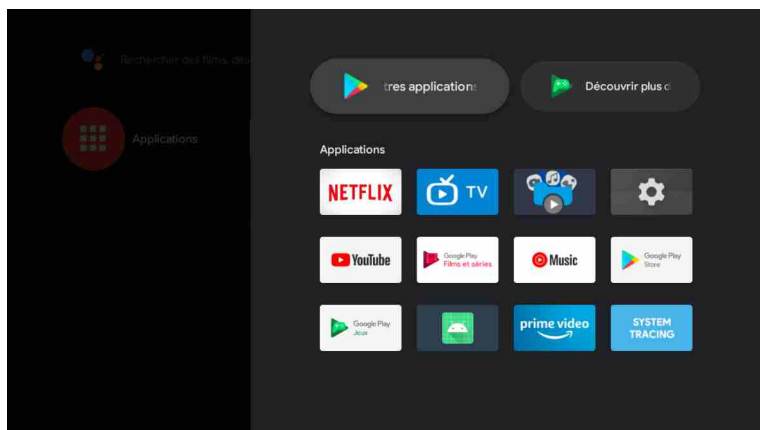 Rechercher des films, des
Applications
tres applications
Découvrir plus d
Applications
NETFLIX
TV
YouTube
Google Play
Films et séries
Music
Google Play
Store
Google Play
Jeux
prime video
SYSTEM
TRACING